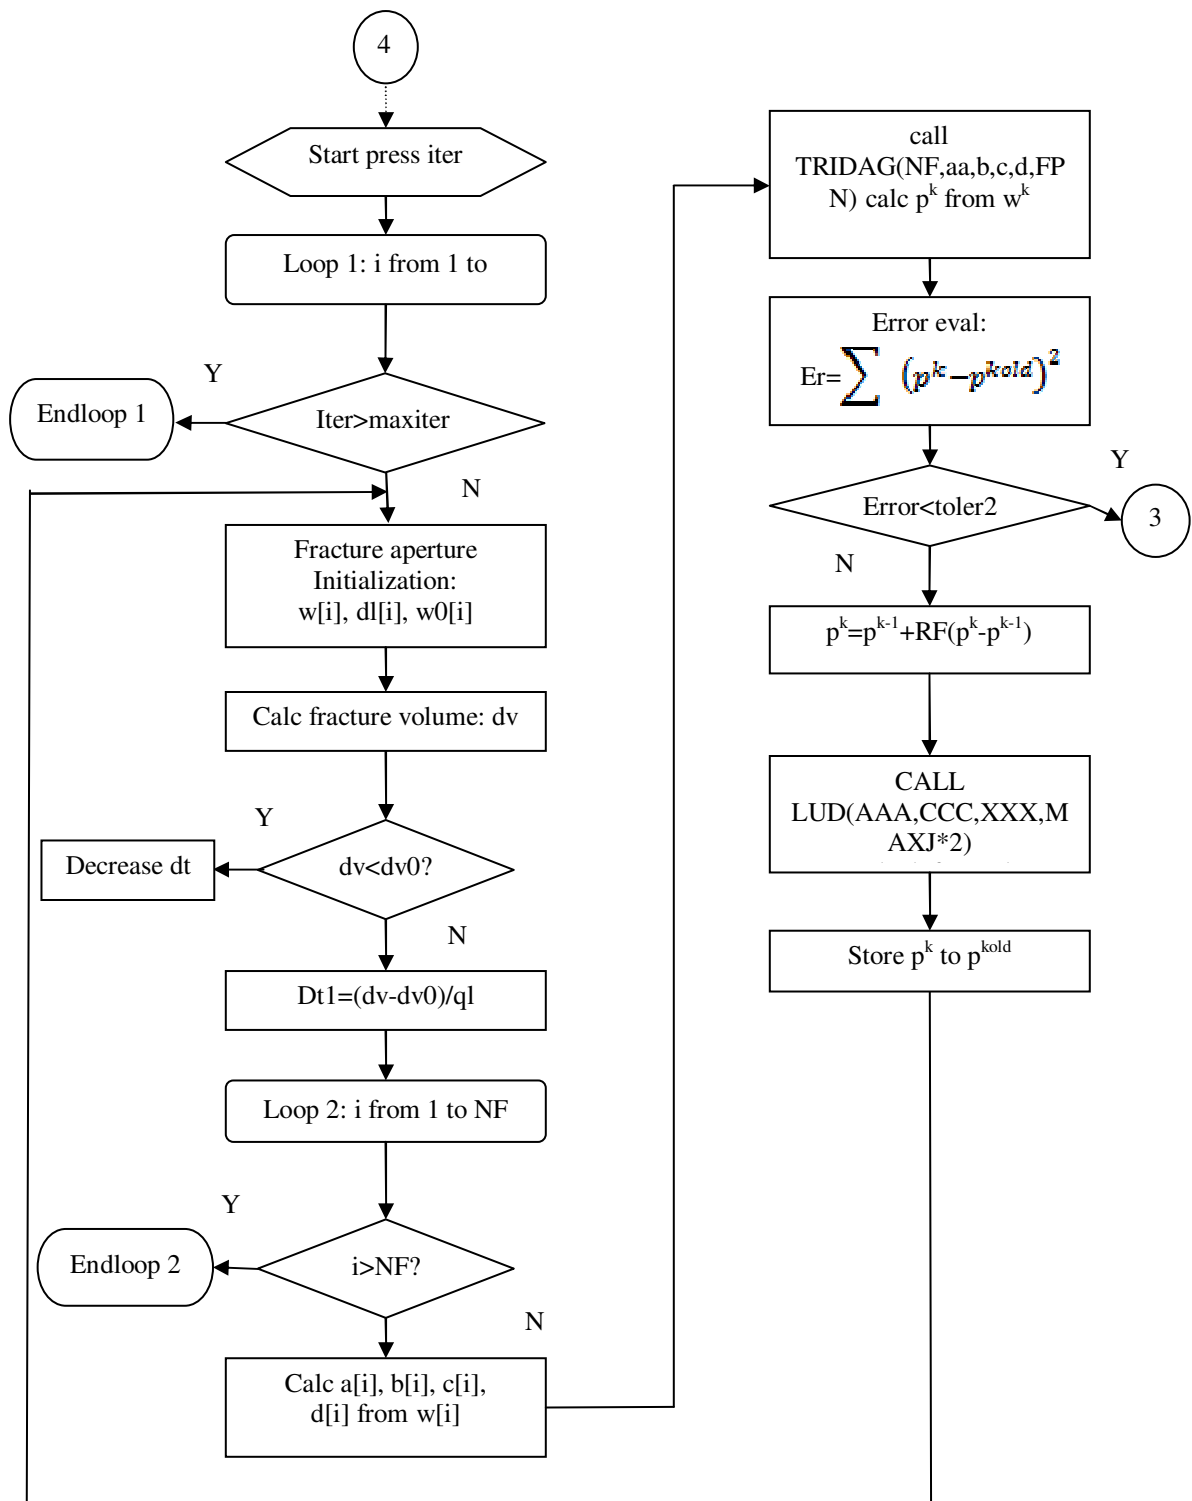 4
Start press iter
Loop 1: i from 1 to
Y
Endloop 1
Iter>maxiter
N
Fracture aperture
Initialization:
w[i], dl[i], w0[i]
Calc fracture volume: dv
Y
Decrease dt
dv<dv0?
N
Dt1=(dv-dv0)/ql
Loop 2: i from 1 to NF
Y
Endloop 2
i>NF?
N
Calc a[i], b[i], c[i],
d[i] from w[i]
call
TRIDAG(NF,aa,b,c,d,FP
N) calc p^k from w^k
Error eval:
Er=∑ (p^k−p^kold)^2
Y
Error<toler2
3
N
p^k=p^k-1+RF(p^k-p^k-1)
CALL
LUD(AAA,CCC,XXX,M
AXJ*2)
Store p^k to p^kold